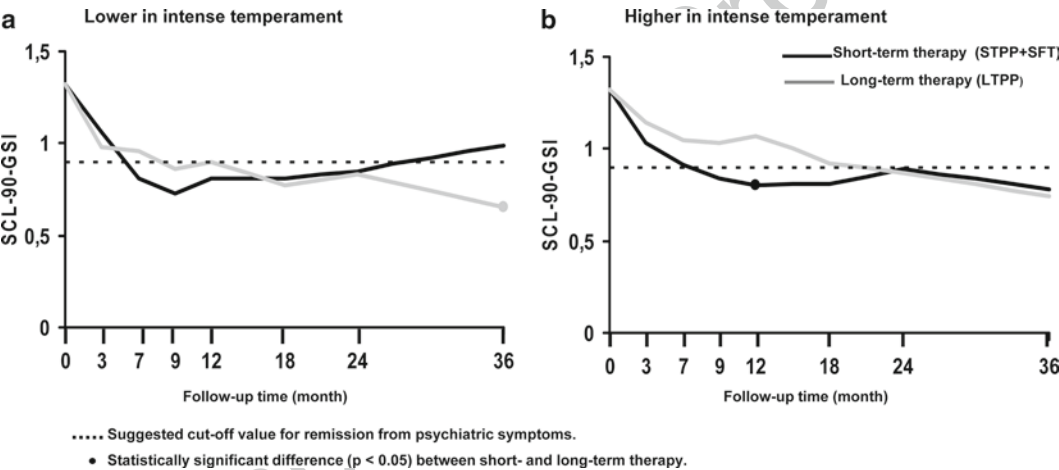 a Lower in intense temperament
1,5
1
0,5
0
SCL-90-GSI
0 3 7 9 12 18 24 36
Follow-up time (month)
b Higher in intense temperament
Short-term therapy (STPP+SFT)
Long-term therapy (LTPP)
1,5
1
0,5
0
SCL-90-GSI
0 3 7 9 12 18 24 36
Follow-up time (month)
Suggested cut-off value for remission from psychiatric symptoms.
Statistically significant difference (p < 0.05) between short- and long-term therapy.